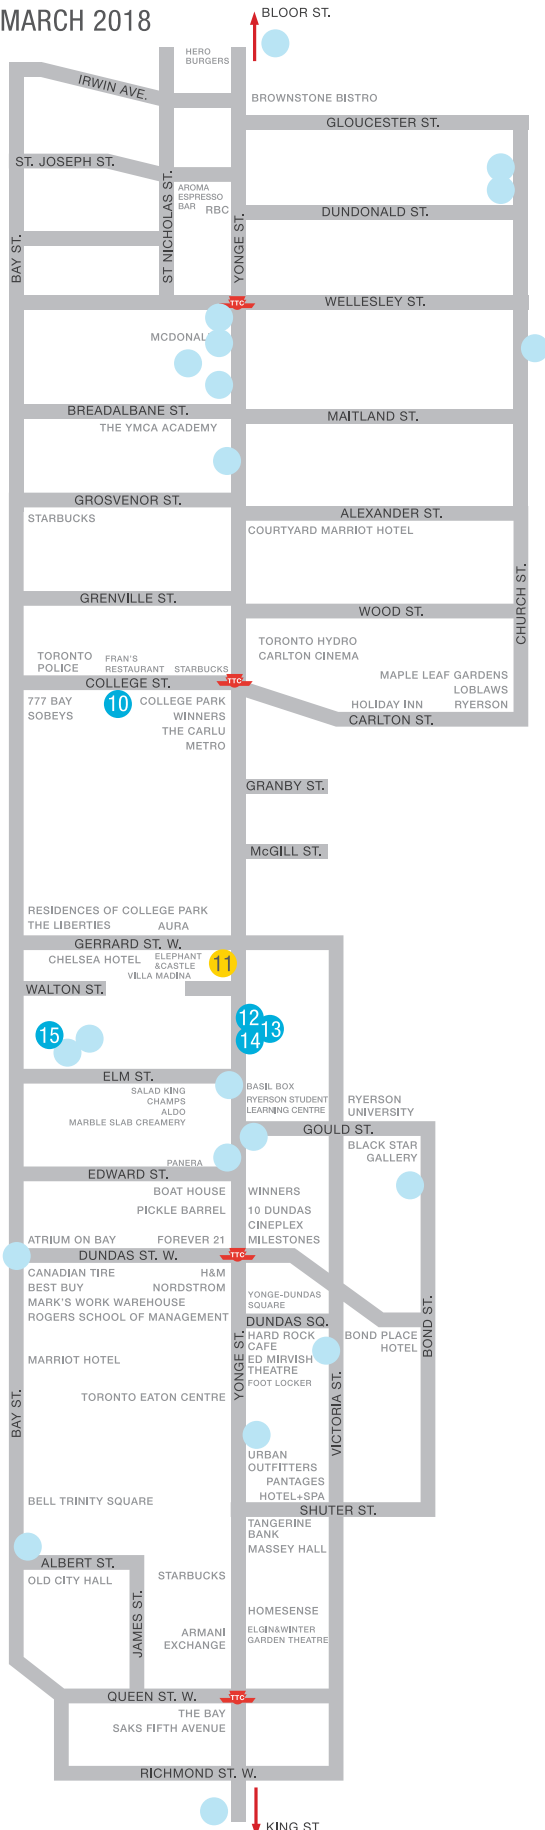 MARCH 2018
BLOOR ST.
HERO
BURGERS
IRWIN AVE.
BROWNSTONE BISTRO
GLOUCESTER ST.
ST. JOSEPH ST.
ST NICHOLAS ST.
AROMA
ESPRESSO
BAR
RBC
YONGE ST.
DUNDONALD ST.
BAY ST.
TTC
WELLESLEY ST.
MCDONAL
BREADALBANE ST.
MAITLAND ST.
THE YMCA ACADEMY
GROSVENOR ST.
STARBUCKS
ALEXANDER ST.
COURTYARD MARRIOT HOTEL
CHURCH ST.
GRENVILLE ST.
WOOD ST.
TORONTO HYDRO
CARLTON CINEMA
TORONTO
POLICE
FRAN'S
RESTAURANT
STARBUCKS
COLLEGE ST.
TTC
MAPLE LEAF GARDENS
LOBLAWS
RYERSON
HOLIDAY INN
CARLTON ST.
777 BAY
SOBEYS
10
COLLEGE PARK
WINNERS
THE CARLU
METRO
GRANBY ST.
McGILL ST.
RESIDENCES OF COLLEGE PARK
THE LIBERTIES
AURA
GERRARD ST. W.
CHELSEA HOTEL
ELEPHANT
&CASTLE
VILLA MADINA
11
WALTON ST.
12
13
14
15
ELM ST.
SALAD KING
CHAMPS
ALDO
MARBLE SLAB CREAMERY
BASIL BOX
RYERSON STUDENT
LEARNING CENTRE
RYERSON
UNIVERSITY
GOULD ST.
BLACK STAR
GALLERY
PANERA
EDWARD ST.
BOAT HOUSE
PICKLE BARREL
WINNERS
10 DUNDAS
CINEPLEX
MILESTONES
ATRIUM ON BAY
FOREVER 21
DUNDAS ST. W.
TTC
CANADIAN TIRE
BEST BUY
H&M
NORDSTROM
MARK'S WORK WAREHOUSE
ROGERS SCHOOL OF MANAGEMENT
YONGE-DUNDAS
SQUARE
DUNDAS SQ.
HARD ROCK
CAFE
ED MIRVISH
THEATRE
FOOT LOCKER
BOND PLACE
HOTEL
BOND ST.
MARRIOT HOTEL
YONGE ST.
TORONTO EATON CENTRE
VICTORIA ST.
BAY ST.
URBAN
OUTFITTERS
PANTAGES
HOTEL+SPA
BELL TRINITY SQUARE
SHUTER ST.
TANGERINE
BANK
MASSEY HALL
ALBERT ST.
OLD CITY HALL
STARBUCKS
JAMES ST.
HOMESENSE
ARMANI
EXCHANGE
ELGIN&WINTER
GARDEN THEATRE
QUEEN ST. W.
TTC
THE BAY
SAKS FIFTH AVENUE
RICHMOND ST. W.
KING ST.